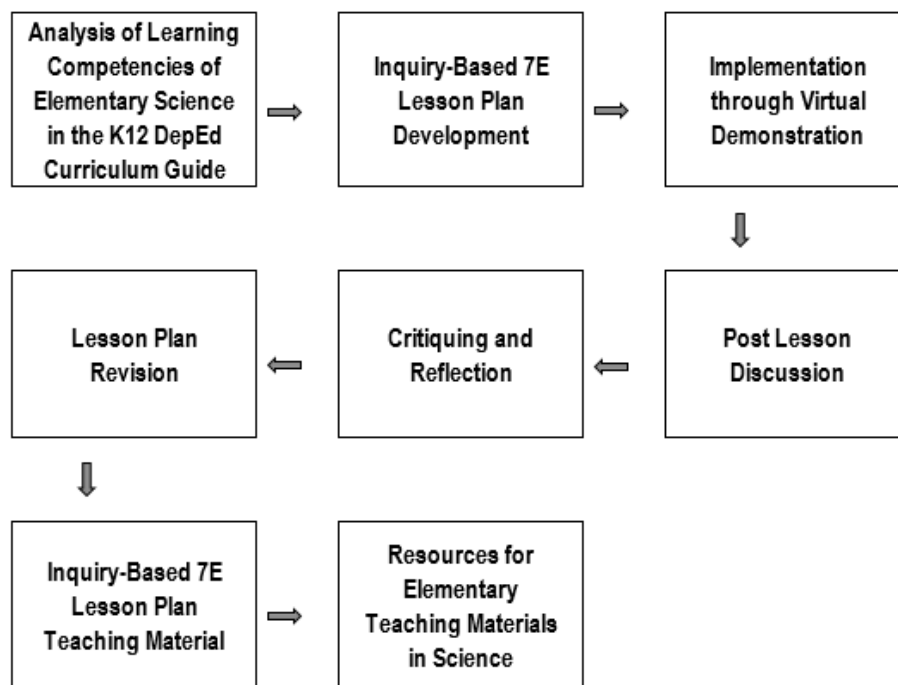 Analysis of Learning
Competencies of
Elementary Science
in the K12 DepEd
Curriculum Guide
Inquiry-Based 7E
Lesson Plan
Development
Implementation
through Virtual
Demonstration
Post Lesson
Discussion
Critiquing and
Reflection
Lesson Plan
Revision
Inquiry-Based 7E
Lesson Plan
Teaching Material
Resources for
Elementary
Teaching Materials
in Science